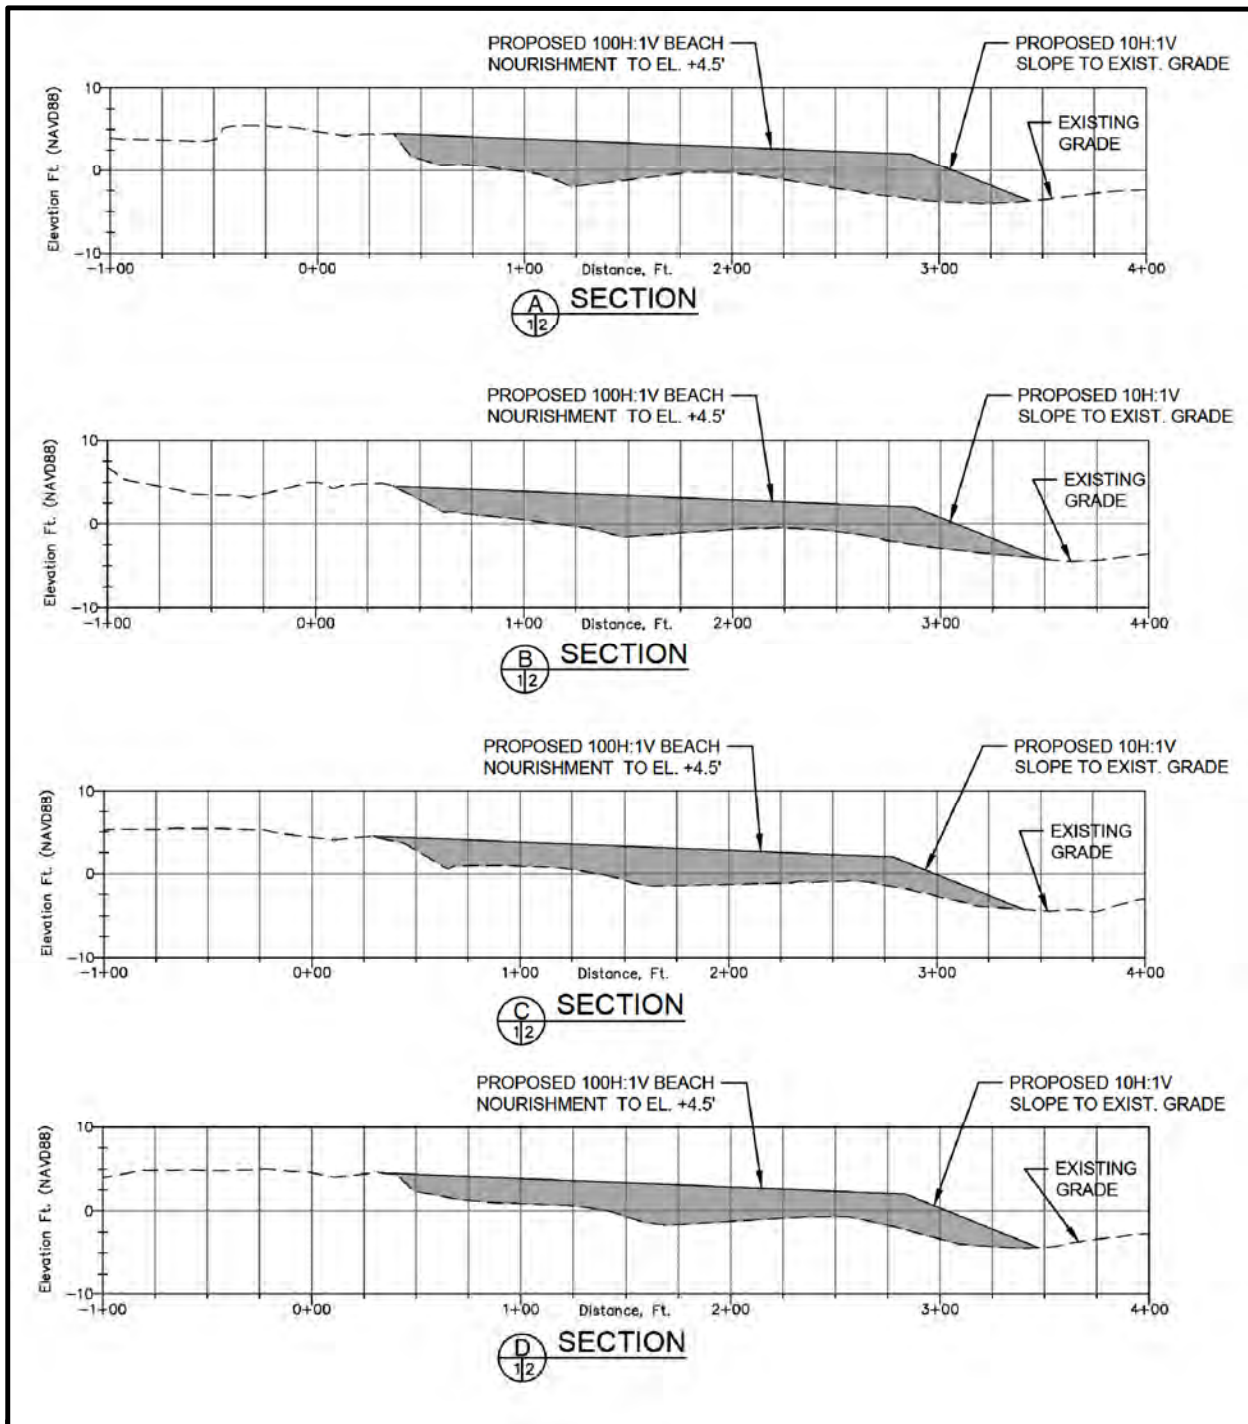 PROPOSED 100H:1V BEACH
NOURISHMENT TO EL. +4.5'
PROPOSED 10H:1V
SLOPE TO EXIST. GRADE
EXISTING
GRADE
Elevation Ft. (NAVD88)
10
0
-10
-1+00
0+00
1+00
Distance, Ft.
2+00
3+00
4+00
A
1 2
SECTION
PROPOSED 100H:1V BEACH
NOURISHMENT TO EL. +4.5'
PROPOSED 10H:1V
SLOPE TO EXIST. GRADE
EXISTING
GRADE
Elevation Ft. (NAVD88)
10
0
-10
-1+00
0+00
1+00
Distance, Ft.
2+00
3+00
4+00
B
1 2
SECTION
PROPOSED 100H:1V BEACH
NOURISHMENT TO EL. +4.5'
PROPOSED 10H:1V
SLOPE TO EXIST. GRADE
EXISTING
GRADE
Elevation Ft. (NAVD88)
10
0
-10
-1+00
0+00
1+00
Distance, Ft.
2+00
3+00
4+00
C
1 2
SECTION
PROPOSED 100H:1V BEACH
NOURISHMENT TO EL. +4.5'
PROPOSED 10H:1V
SLOPE TO EXIST. GRADE
EXISTING
GRADE
Elevation Ft. (NAVD88)
10
0
-10
-1+00
0+00
1+00
Distance, Ft.
2+00
3+00
4+00
D
1 2
SECTION